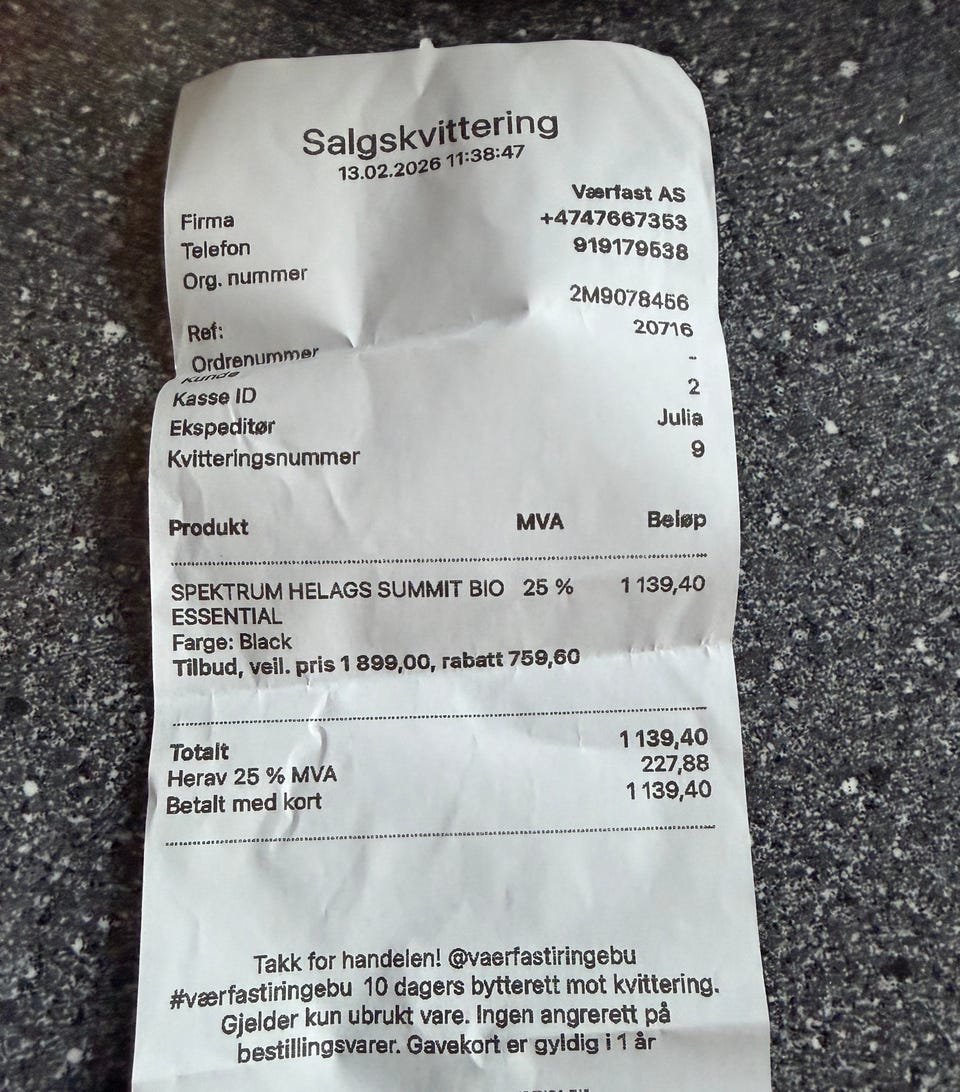 Salgskvittering
13.02.2026 11:38:47
Firma Værfast AS
Telefon +4747667353
Org. nummer 919179538
Ref: 2M9078456
Ordrenummer 20716
Kunde -
Kasse ID 2
Ekspeditør Julia
Kvitteringsnummer 9
Produkt MVA Beløp
SPEKTRUM HELAGS SUMMIT BIO 25 % 1 139,40
ESSENTIAL
Farge: Black
Tilbud, veil. pris 1 899,00, rabatt 759,60
Totalt 1 139,40
Herav 25 % MVA 227,88
Betalt med kort 1 139,40
Takk for handelen! @vaerfastiringebu
#værfastiringebu 10 dagers bytterett mot kvittering.
Gjelder kun ubrukt vare. Ingen angrerett på
bestillingsvarer. Gavekort er gyldig i 1 år